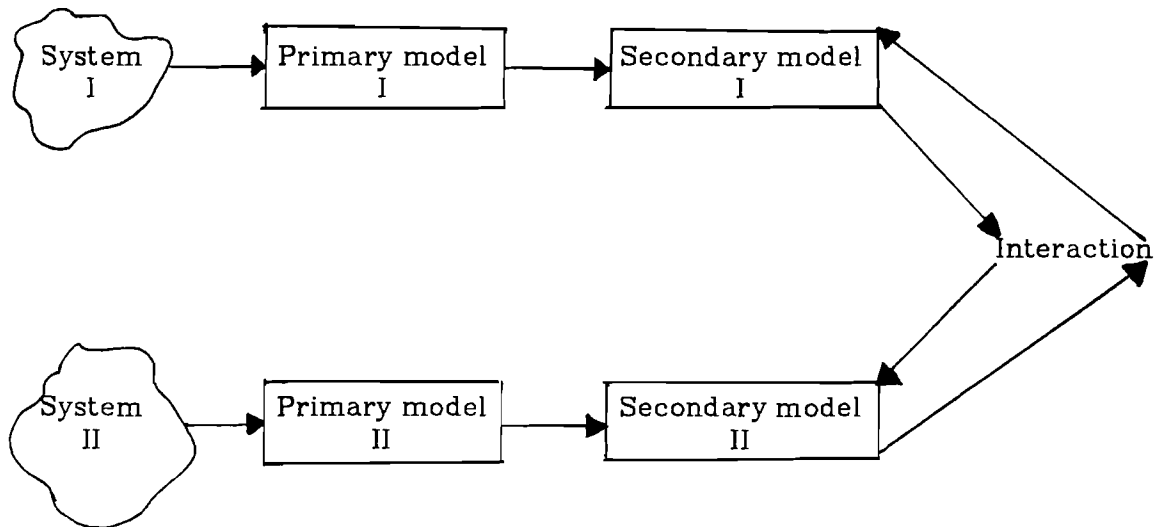 System
I
Primary model
I
Secondary model
I
Interaction
System
II
Primary model
II
Secondary model
II